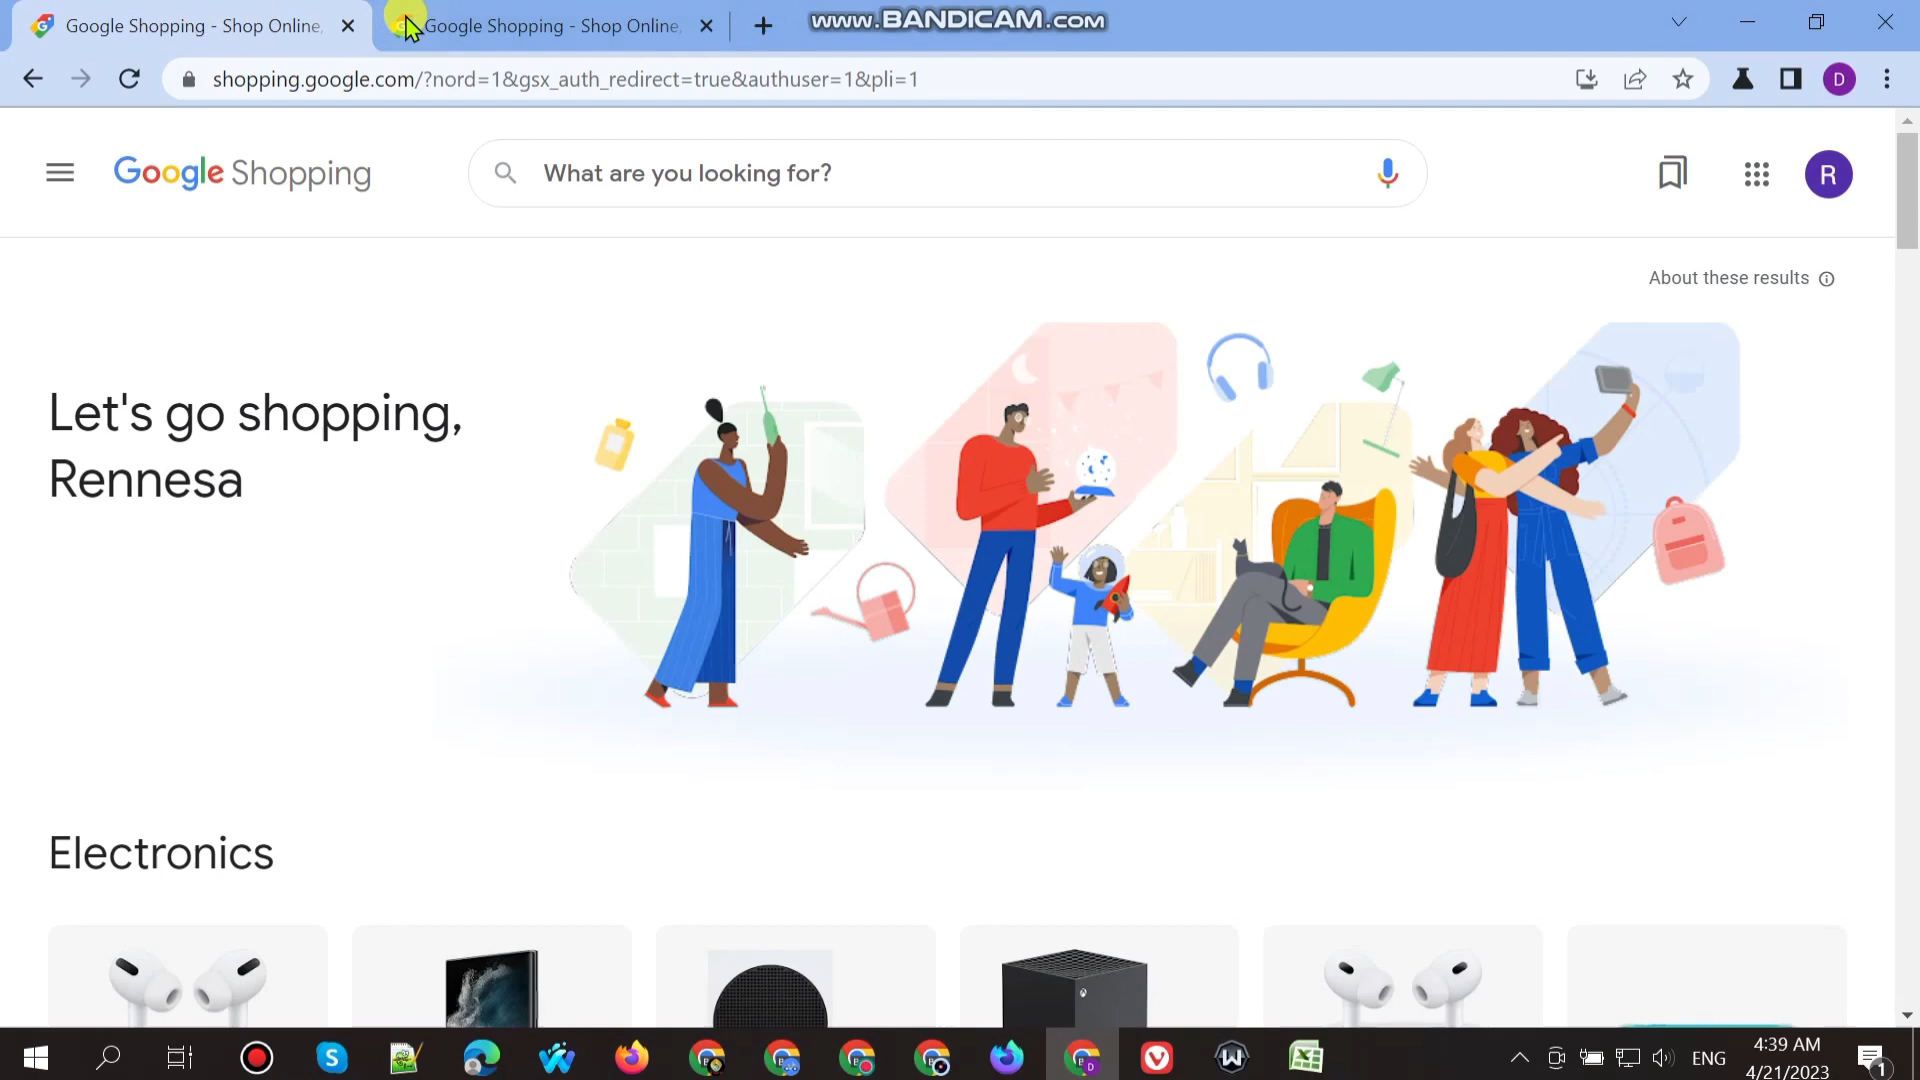 Google Shopping - Shop Online,
Google Shopping - Shop Online,
www.BANDICAM.com
shopping.google.com/?nord=1&gsx_auth_redirect=true&authuser=1&pli=1
D
Google Shopping
What are you looking for?
R
About these results
Let's go shopping,
Rennesa
Electronics
ENG
4:39 AM
4/21/2023
1